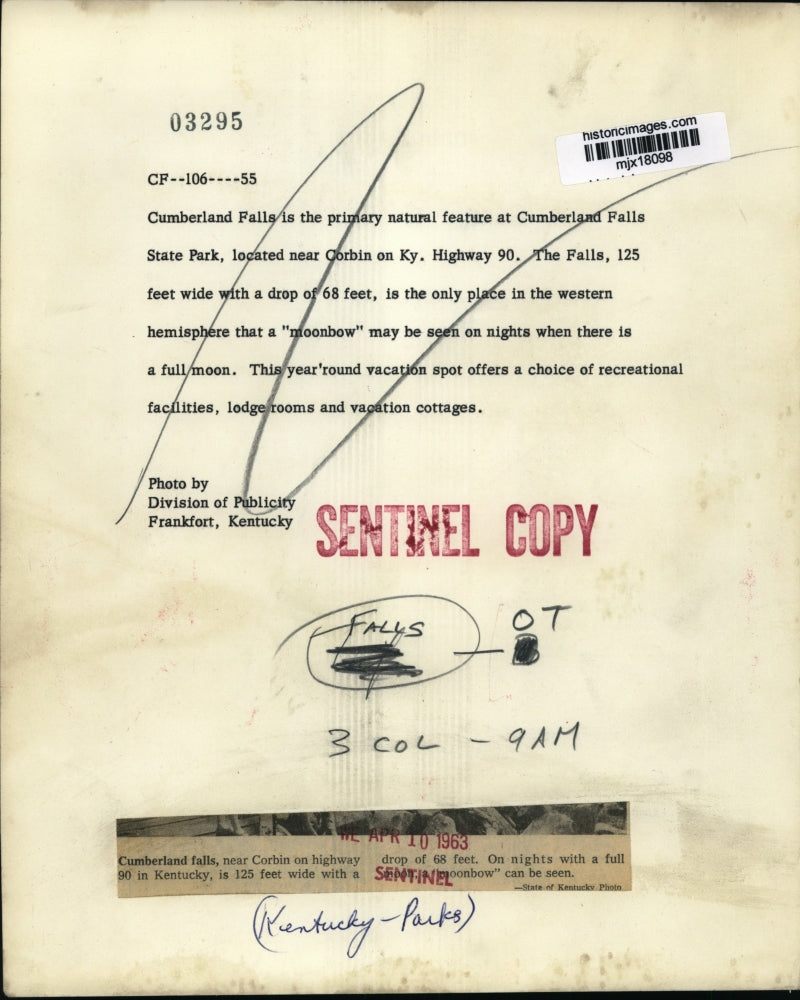 03295
historicimages.com
mjx18098
CF--106----55
Cumberland Falls is the primary natural feature at Cumberland Falls
State Park, located near Corbin on Ky. Highway 90. The Falls, 125
feet wide with a drop of 68 feet, is the only place in the western
hemisphere that a "moonbow" may be seen on nights when there is
a full moon. This year'round vacation spot offers a choice of recreational
facilities, lodge rooms and vacation cottages.
Photo by
Division of Publicity
Frankfort, Kentucky
SENTINEL COPY
FALLS — OT
3 COL - 9AM
APR 10 1963
SENTINEL
Cumberland falls, near Corbin on highway
90 in Kentucky, is 125 feet wide with a
drop of 68 feet. On nights with a full
moon, a "moonbow" can be seen.
—State of Kentucky Photo
(Kentucky - Parks)